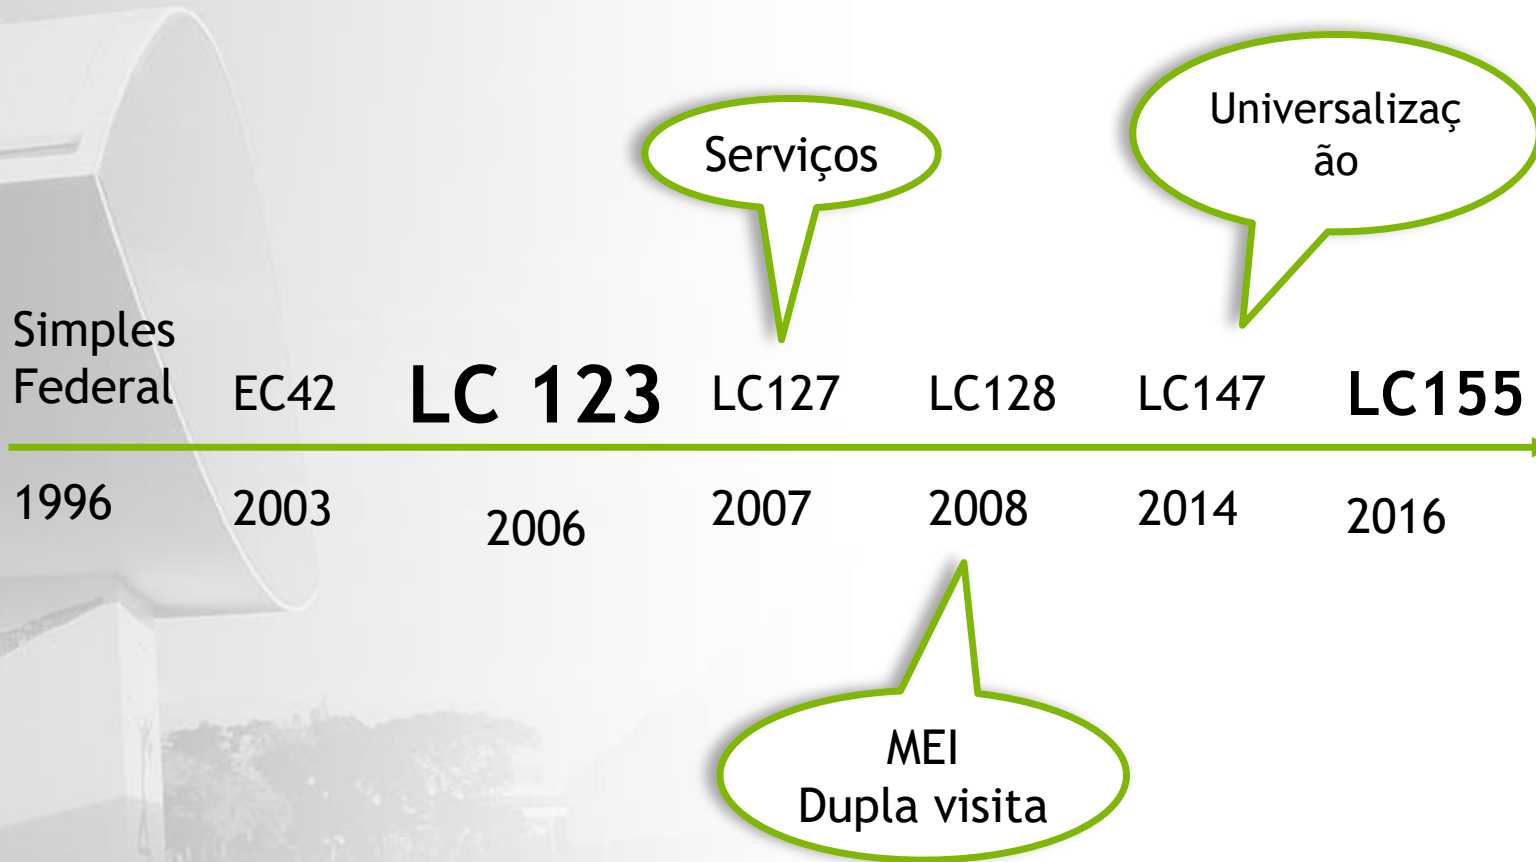 Serviços
Universalizaç
ão
Simples
Federal
EC42
LC 123
LC127
LC128
LC147
LC155
1996
2003
2006
2007
2008
2014
2016
MEI
Dupla visita